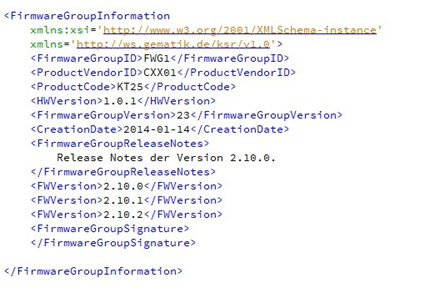 <FirmwareGroupInformation
xmlns:xsi='http://www.w3.org/2001/XMLSchema-instance'
xmlns='http://ws.gematik.de/ksr/v1.0'>
<FirmwareGroupID>FWG1</FirmwareGroupID>
<ProductVendorID>CXX01</ProductVendorID>
<ProductCode>KT25</ProductCode>
<HWVersion>1.0.1</HWVersion>
<FirmwareGroupVersion>23</FirmwareGroupVersion>
<CreationDate>2014-01-14</CreationDate>
<FirmwareGroupReleaseNotes>
Release Notes der Version 2.10.0.
</FirmwareGroupReleaseNotes>
<FWVersion>2.10.0</FWVersion>
<FWVersion>2.10.1</FWVersion>
<FWVersion>2.10.2</FWVersion>
<FirmwareGroupSignature>
</FirmwareGroupSignature>
</FirmwareGroupInformation>